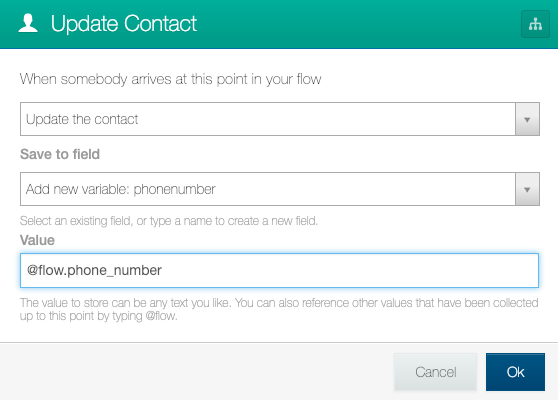 Update Contact
When somebody arrives at this point in your flow
Update the contact
Save to field
Add new variable: phonenumber
Select an existing field, or type a name to create a new field.
Value
@flow.phone_number
The value to store can be any text you like. You can also reference other values that have been collected
up to this point by typing @flow.
Cancel
Ok